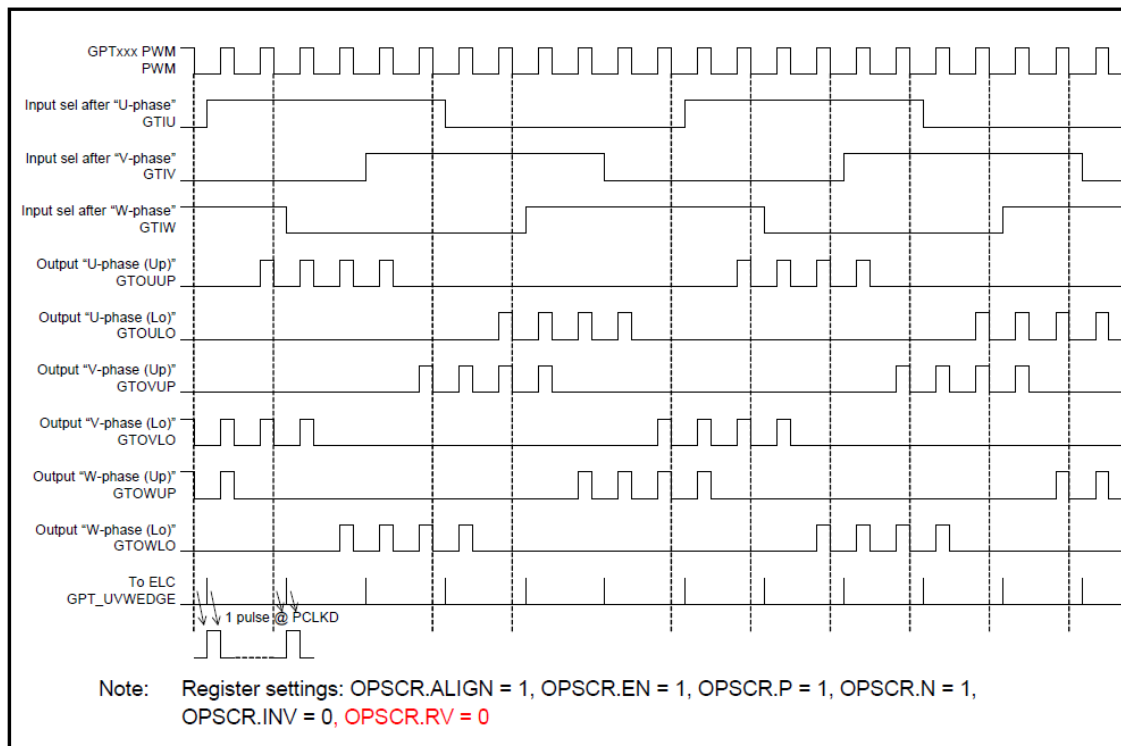 GPTxxx PWM
PWM
Input sel after “U-phase”
GTIU
Input sel after “V-phase”
GTIV
Input sel after “W-phase”
GTIW
Output “U-phase (Up)”
GTOUUP
Output “U-phase (Lo)”
GTOULO
Output “V-phase (Up)”
GTOVUP
Output “V-phase (Lo)”
GTOVLO
Output “W-phase (Up)”
GTOWUP
Output “W-phase (Lo)”
GTOWLO
To ELC
GPT_UVWEDGE
1 pulse @ PCLKD
Note: Register settings: OPSCR.ALIGN = 1, OPSCR.EN = 1, OPSCR.P = 1, OPSCR.N = 1,
OPSCR.INV = 0, OPSCR.RV = 0